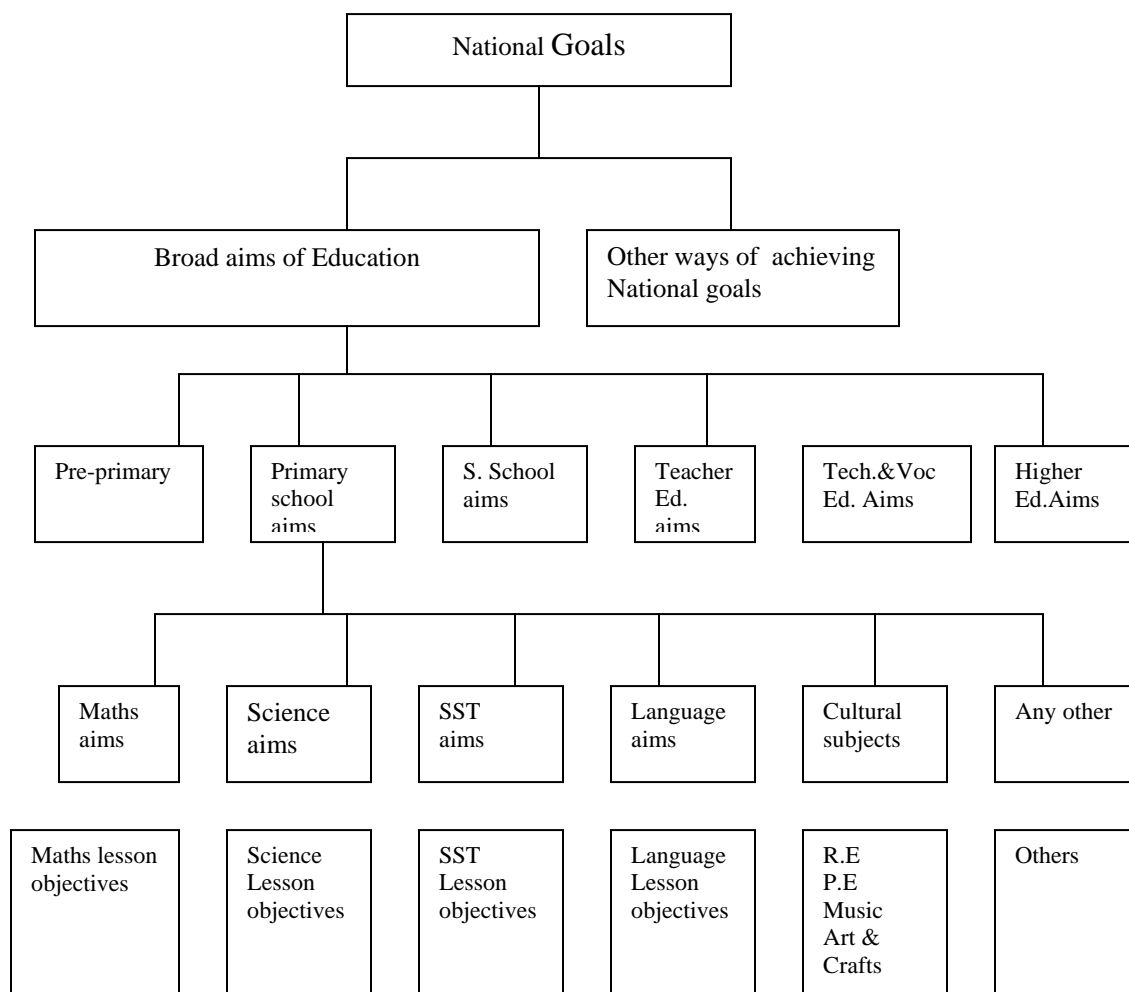 National Goals
Broad aims of Education
Other ways of achieving
National goals
Pre-primary
Primary
school
aims
S. School
aims
Teacher
Ed.
aims
Tech.&Voc
Ed. Aims
Higher
Ed.Aims
Maths
aims
Science
aims
SST
aims
Language
aims
Cultural
subjects
Any other
Maths lesson
objectives
Science
Lesson
objectives
SST
Lesson
objectives
Language
Lesson
objectives
R.E
P.E
Music
Art &
Crafts
Others